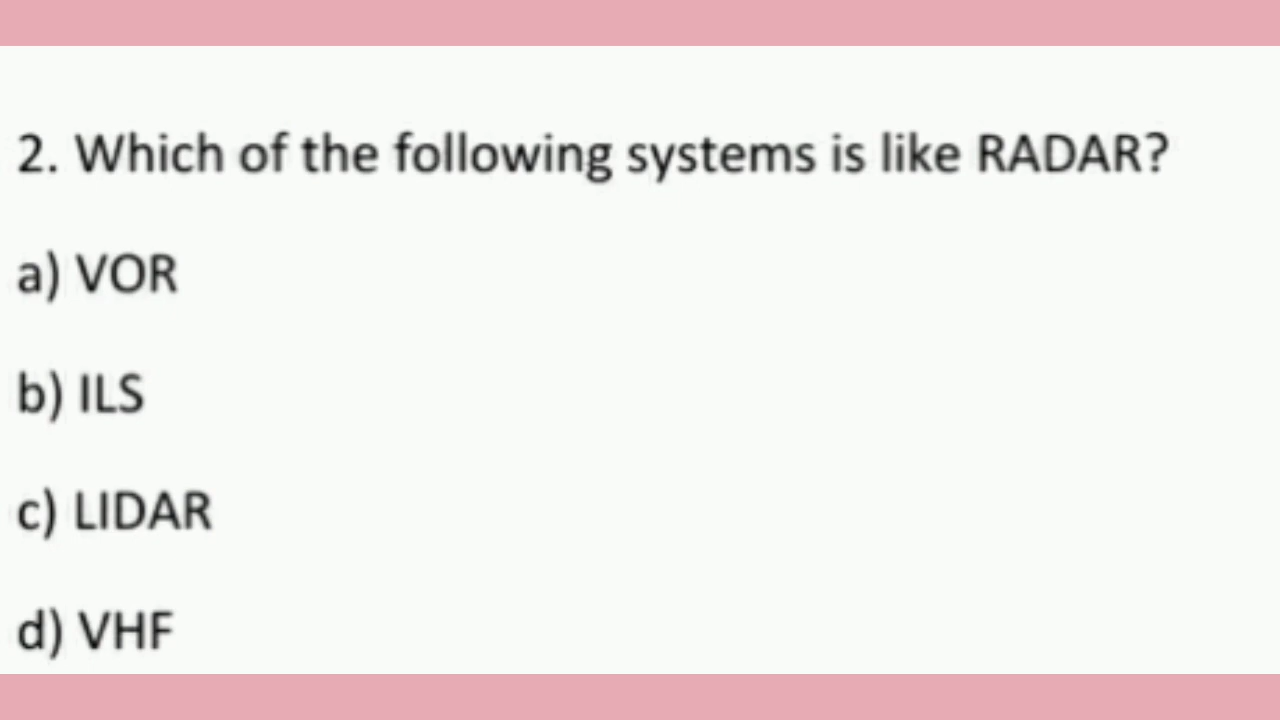 2. Which of the following systems is like RADAR?
a) VOR
b) ILS
c) LIDAR
d) VHF